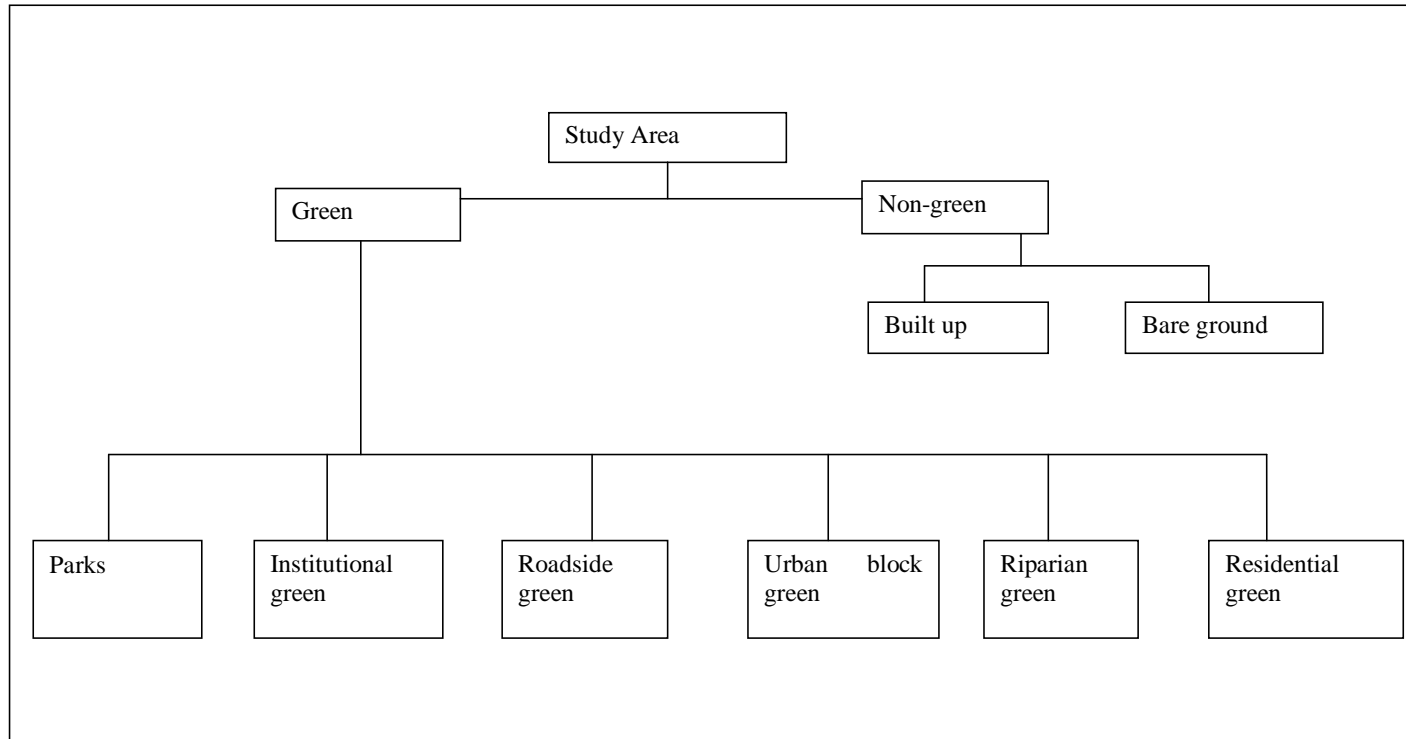 Study Area
Green
Non-green
Built up
Bare ground
Parks
Institutional
green
Roadside
green
Urban block
green
Riparian
green
Residential
green